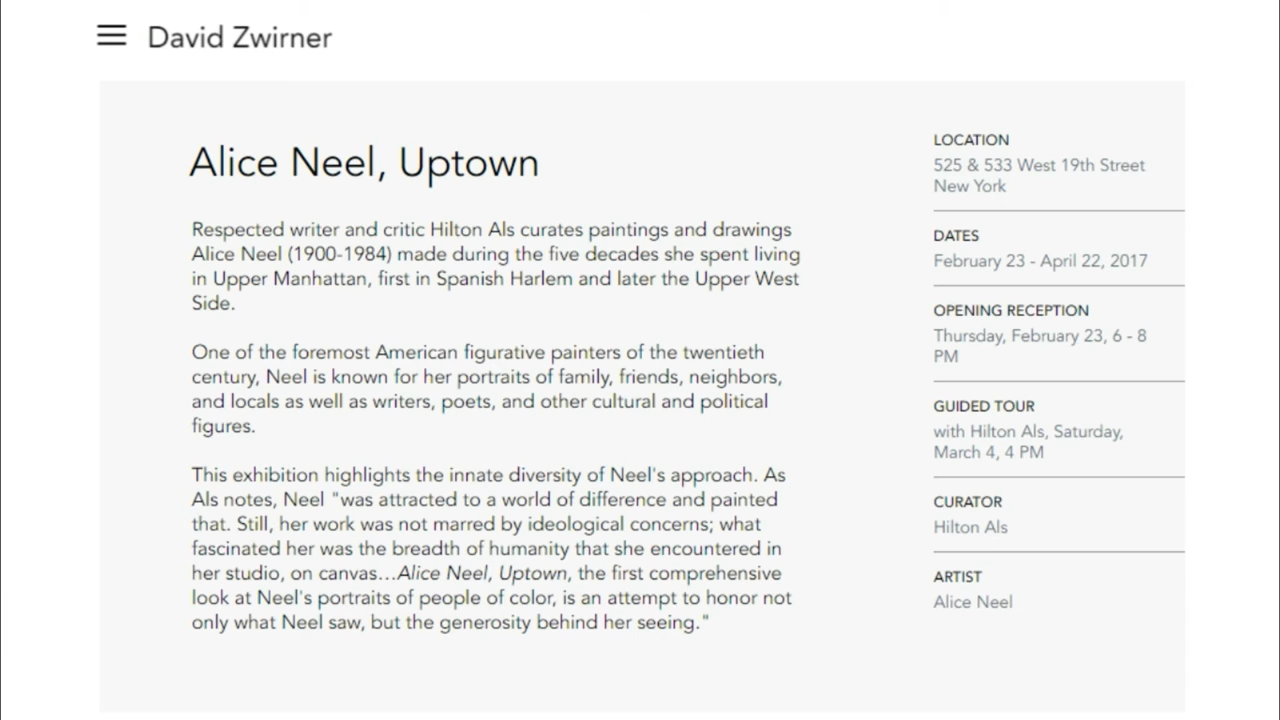 David Zwirner
Alice Neel, Uptown
Respected writer and critic Hilton Als curates paintings and drawings
Alice Neel (1900-1984) made during the five decades she spent living
in Upper Manhattan, first in Spanish Harlem and later the Upper West
Side.
One of the foremost American figurative painters of the twentieth
century, Neel is known for her portraits of family, friends, neighbors,
and locals as well as writers, poets, and other cultural and political
figures.
This exhibition highlights the innate diversity of Neel's approach. As
Als notes, Neel "was attracted to a world of difference and painted
that. Still, her work was not marred by ideological concerns; what
fascinated her was the breadth of humanity that she encountered in
her studio, on canvas...Alice Neel, Uptown, the first comprehensive
look at Neel's portraits of people of color, is an attempt to honor not
only what Neel saw, but the generosity behind her seeing."
LOCATION
525 & 533 West 19th Street
New York
DATES
February 23 - April 22, 2017
OPENING RECEPTION
Thursday, February 23, 6 - 8
PM
GUIDED TOUR
with Hilton Als, Saturday,
March 4, 4 PM
CURATOR
Hilton Als
ARTIST
Alice Neel